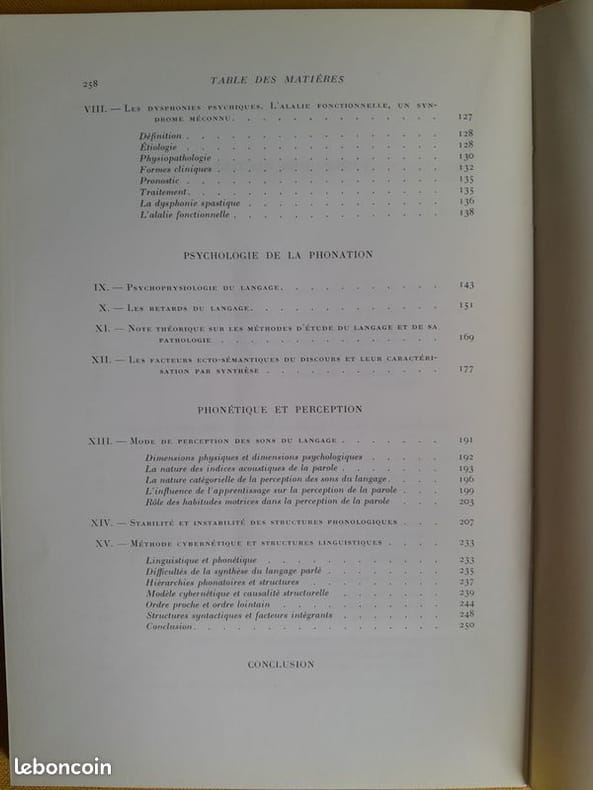 258
TABLE DES MATIÈRES
VIII. — Les dysphonies psychiques. L'alalie fonctionnelle, un syn-
drome méconnu. . . . . . . . . . . . . 127
Définition . . . . . . . . . . . . . . 128
Étiologie . . . . . . . . . . . . . . 128
Physiopathologie . . . . . . . . . . . . 130
Formes cliniques . . . . . . . . . . . . 132
Pronostic . . . . . . . . . . . . . . 135
Traitement. . . . . . . . . . . . . . 135
La dysphonie spastique . . . . . . . . . . . 136
L'alalie fonctionnelle . . . . . . . . . . . . 138
PSYCHOLOGIE DE LA PHONATION
IX. — Psychophysiologie du langage. . . . . . . . . . 143
X. — Les retards du langage. . . . . . . . . . . 151
XI. — Note théorique sur les méthodes d'étude du langage et de sa
pathologie . . . . . . . . . . . . . 169
XII. — Les facteurs ecto-sémantiques du discours et leur caractéri-
sation par synthèse . . . . . . . . . . . 177
PHONÉTIQUE ET PERCEPTION
XIII. — Mode de perception des sons du langage . . . . . . 191
Dimensions physiques et dimensions psychologiques . . . . . 192
La nature des indices acoustiques de la parole . . . . . . 193
La nature catégorielle de la perception des sons du langage. . . . 196
L'influence de l'apprentissage sur la perception de la parole . . . 199
Rôle des habitudes motrices dans la perception de la parole . . . 203
XIV. — Stabilité et instabilité des structures phonologiques . . . 207
XV. — Méthode cybernétique et structures linguistiques . . . . 233
Linguistique et phonétique . . . . . . . . . . 233
Difficultés de la synthèse du langage parlé . . . . . . . 235
Hiérarchies phonatoires et structures . . . . . . . . 237
Modèle cybernétique et causalité structurelle . . . . . . 239
Ordre proche et ordre lointain . . . . . . . . . 244
Structures syntactiques et facteurs intégrants . . . . . . 248
Conclusion. . . . . . . . . . . . . . 250
CONCLUSION
leboncoin